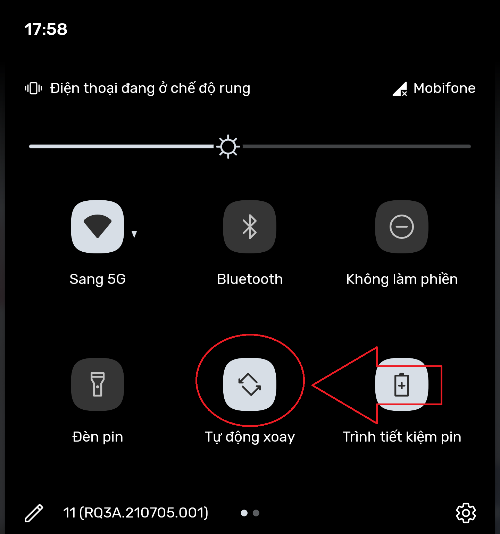 17:58
Điện thoại đang ở chế độ rung
Mobifone
Sang 5G
Bluetooth
Không làm phiền
Đèn pin
Tự động xoay
Trình tiết kiệm pin
11 (RQ3A.210705.001)